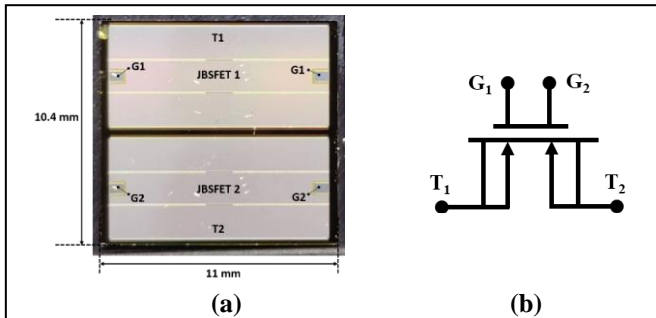 T1
G1
G1
JBSFET 1
10.4 mm
G2
JBSFET 2
G2
T2
11 mm
(a)
G₁
G₂
T₁
T₂
(b)